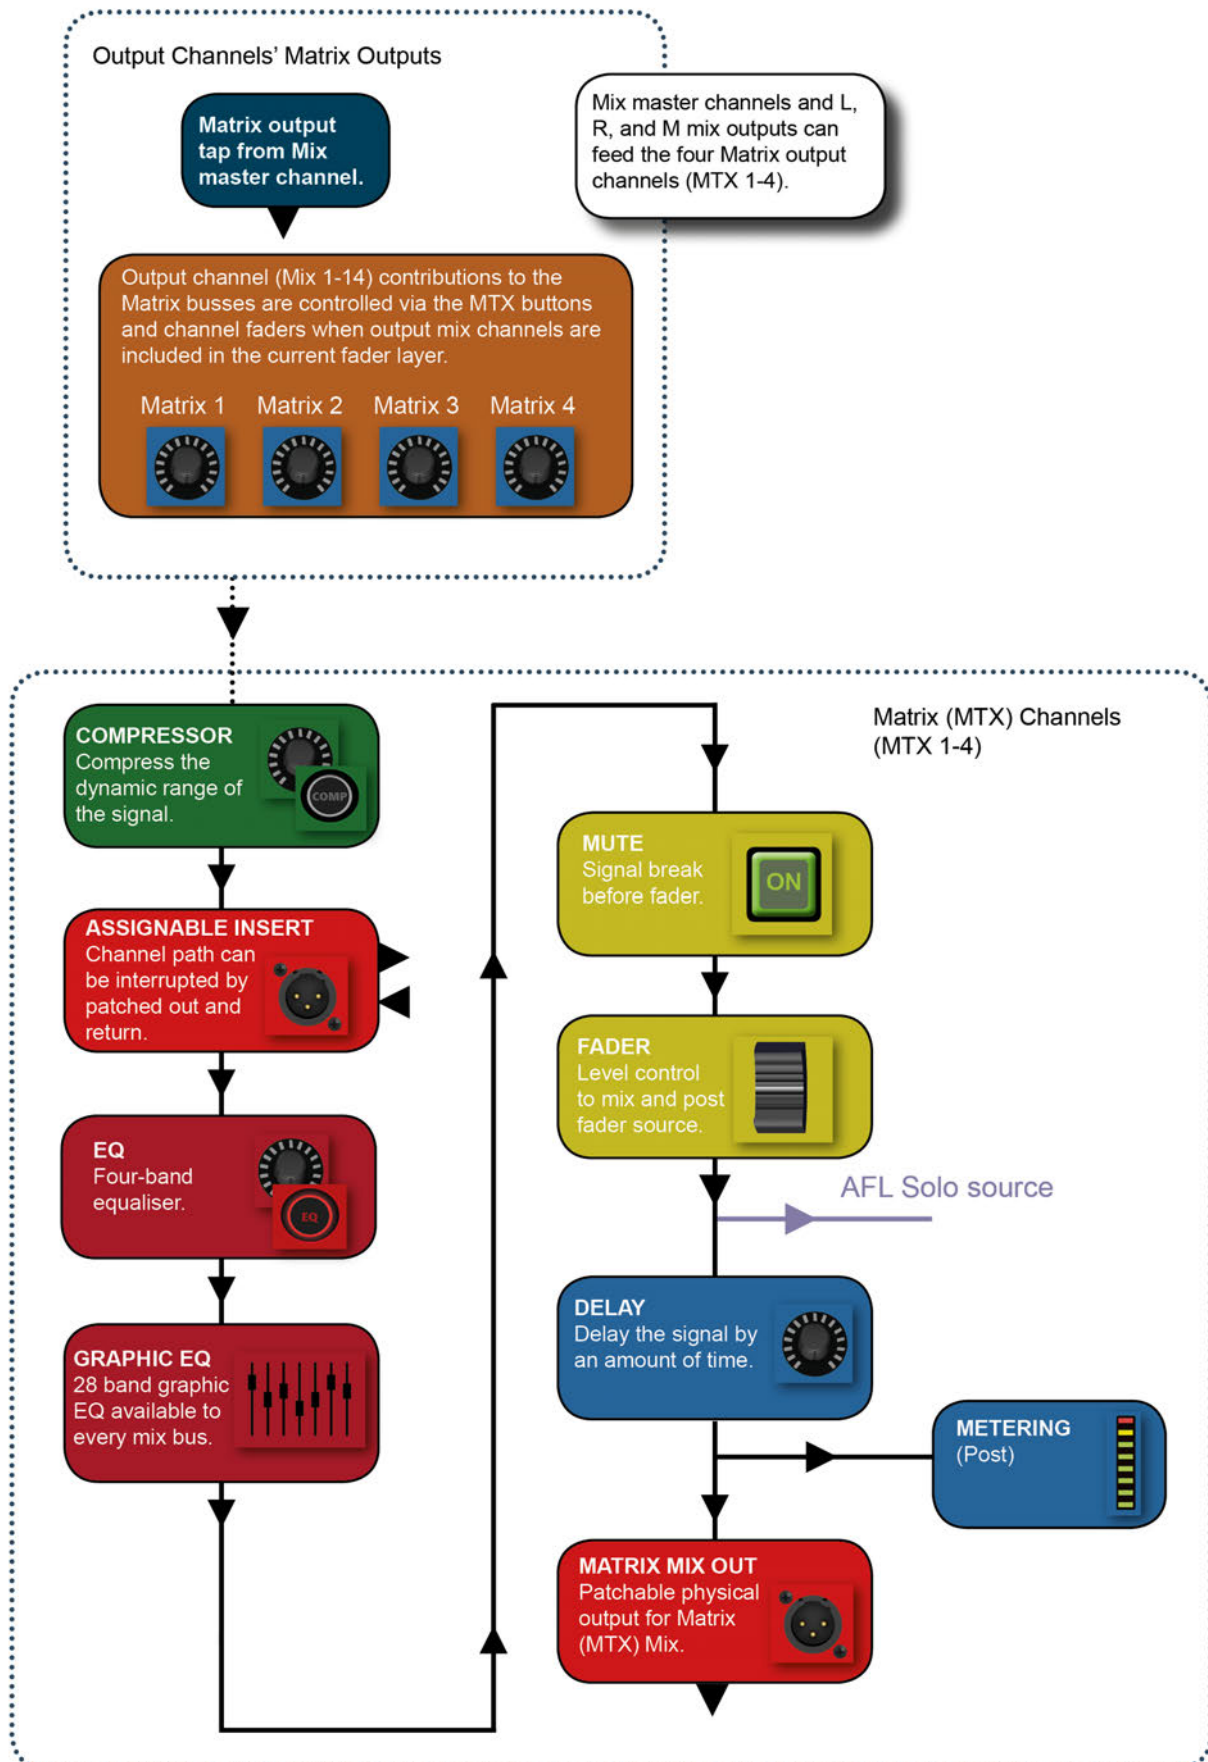 Output Channels' Matrix Outputs
Matrix output
tap from Mix
master channel.
Mix master channels and L,
R, and M mix outputs can
feed the four Matrix output
channels (MTX 1-4).
Output channel (Mix 1-14) contributions to the
Matrix busses are controlled via the MTX buttons
and channel faders when output mix channels are
included in the current fader layer.
Matrix 1 Matrix 2 Matrix 3 Matrix 4
Matrix (MTX) Channels
(MTX 1-4)
COMPRESSOR
Compress the
dynamic range of
the signal.
COMP
ASSIGNABLE INSERT
Channel path can
be interrupted by
patched out and
return.
EQ
Four-band
equaliser.
EQ
GRAPHIC EQ
28 band graphic
EQ available to
every mix bus.
MUTE
Signal break
before fader.
ON
FADER
Level control
to mix and post
fader source.
AFL Solo source
DELAY
Delay the signal by
an amount of time.
METERING
(Post)
MATRIX MIX OUT
Patchable physical
output for Matrix
(MTX) Mix.